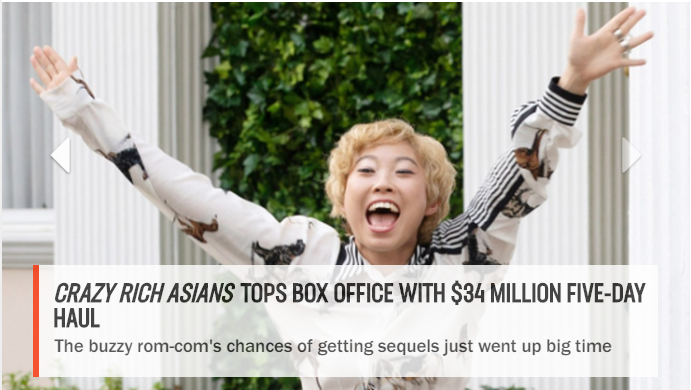 CRAZY RICH ASIANS TOPS BOX OFFICE WITH $34 MILLION FIVE-DAY
HAUL
The buzzy rom-com's chances of getting sequels just went up big time